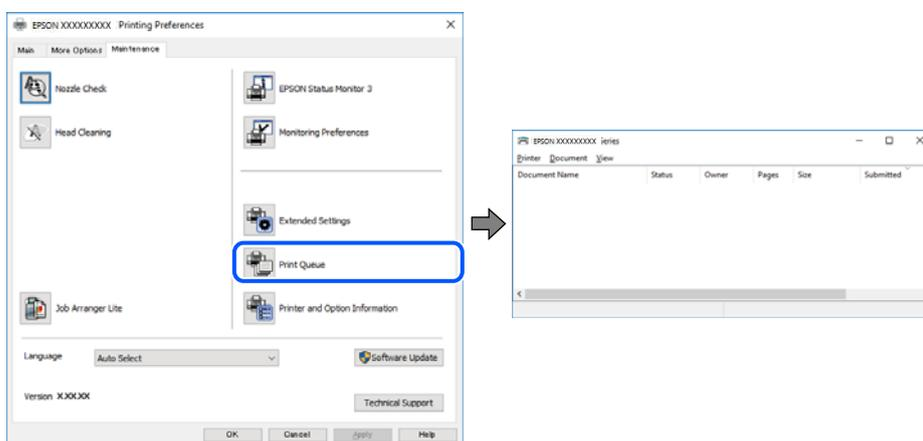 EPSON XXXXXXXXX Printing Preferences
Main More Options Maintenance
Nozzle Check
EPSON Status Monitor 3
Head Cleaning
Monitoring Preferences
Extended Settings
Print Queue
Job Arranger Lite
Printer and Option Information
Language Auto Select
Software Update
Version X.XX.XX
Technical Support
OK Cancel Apply Help
EPSON XXXXXXXXX ieries
Printer Document View
Document Name Status Owner Pages Size Submitted